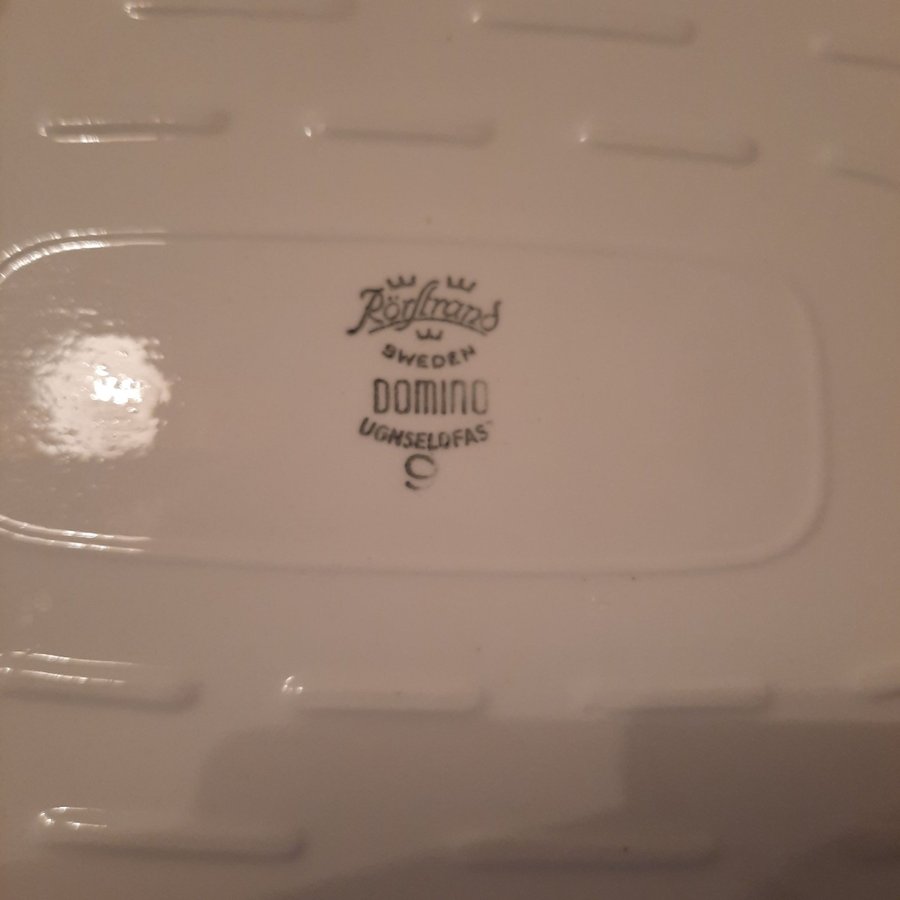 Rörstrand
SWEDEN
DOMINO
UGNSELDFAST
9